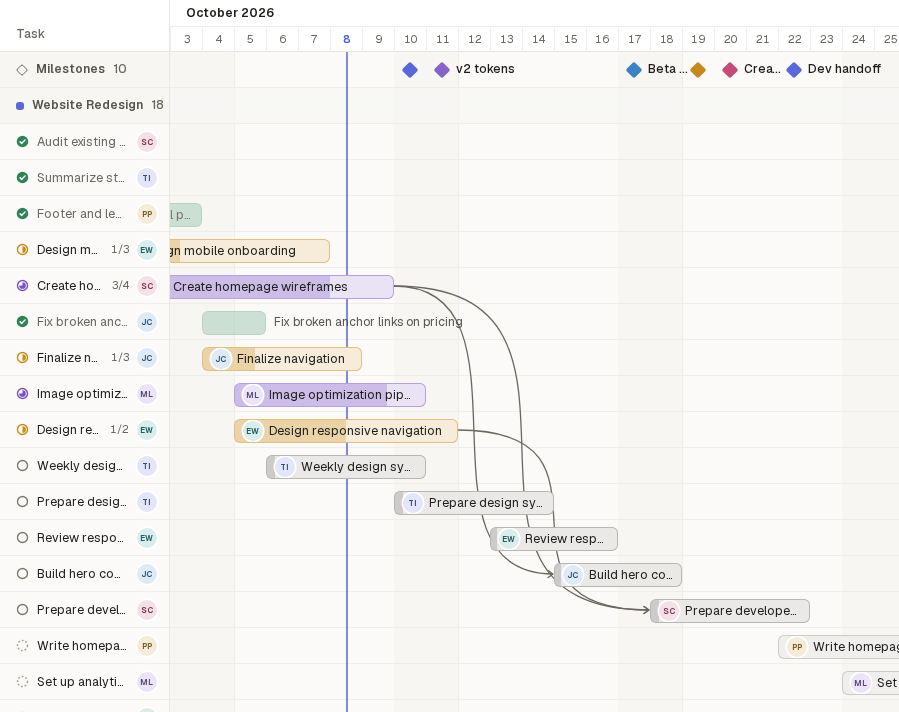 October 2026
Task
3 4 5 6 7 8 9 10 11 12 13 14 15 16 17 18 19 20 21 22 23 24 25
Milestones 10
v2 tokens Beta ... Crea... Dev handoff
Website Redesign 18
Audit existing ... SC
Summarize st... TI
Footer and le... PP l p...
Design m... 1/3 EW gn mobile onboarding
Create ho... 3/4 SC Create homepage wireframes
Fix broken anc... JC Fix broken anchor links on pricing
Finalize n... 1/3 JC JC Finalize navigation
Image optimiz... ML ML Image optimization pip...
Design re... 1/2 EW EW Design responsive navigation
Weekly desig... TI TI Weekly design sy...
Prepare desig... TI TI Prepare design sy...
Review respo... EW EW Review resp...
Build hero co... JC JC Build hero co...
Prepare devel... SC SC Prepare develope...
Write homepa... PP PP Write homepag
Set up analyti... ML ML Set